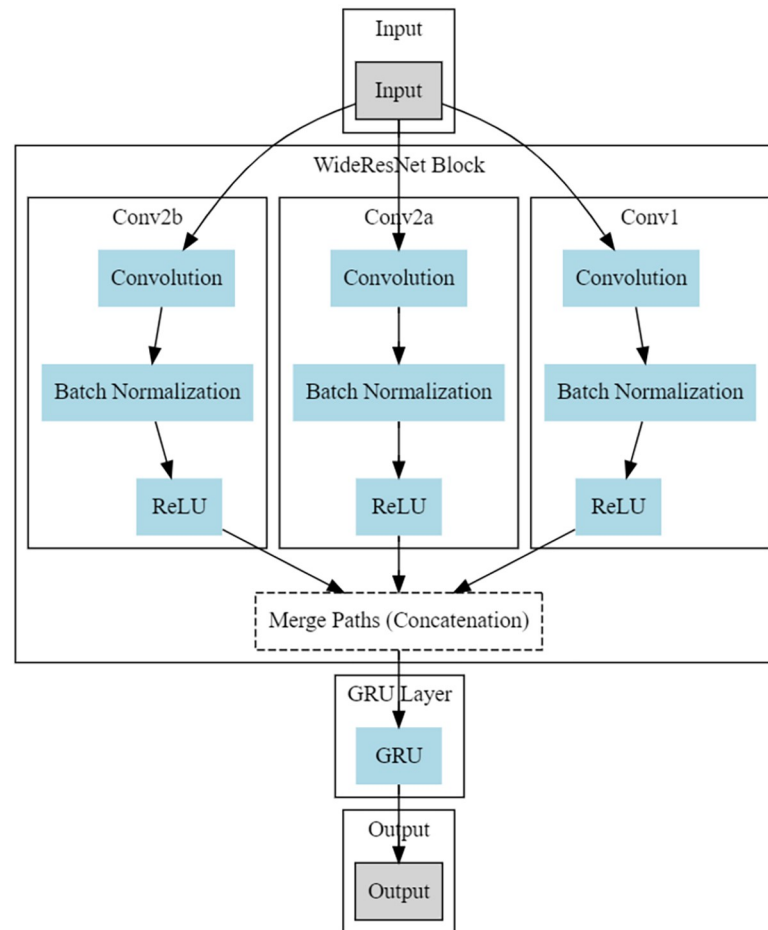 Input
Input
WideResNet Block
Conv2b
Conv2a
Conv1
Convolution
Convolution
Convolution
Batch Normalization
Batch Normalization
Batch Normalization
ReLU
ReLU
ReLU
Merge Paths (Concatenation)
GRU Layer
GRU
Output
Output